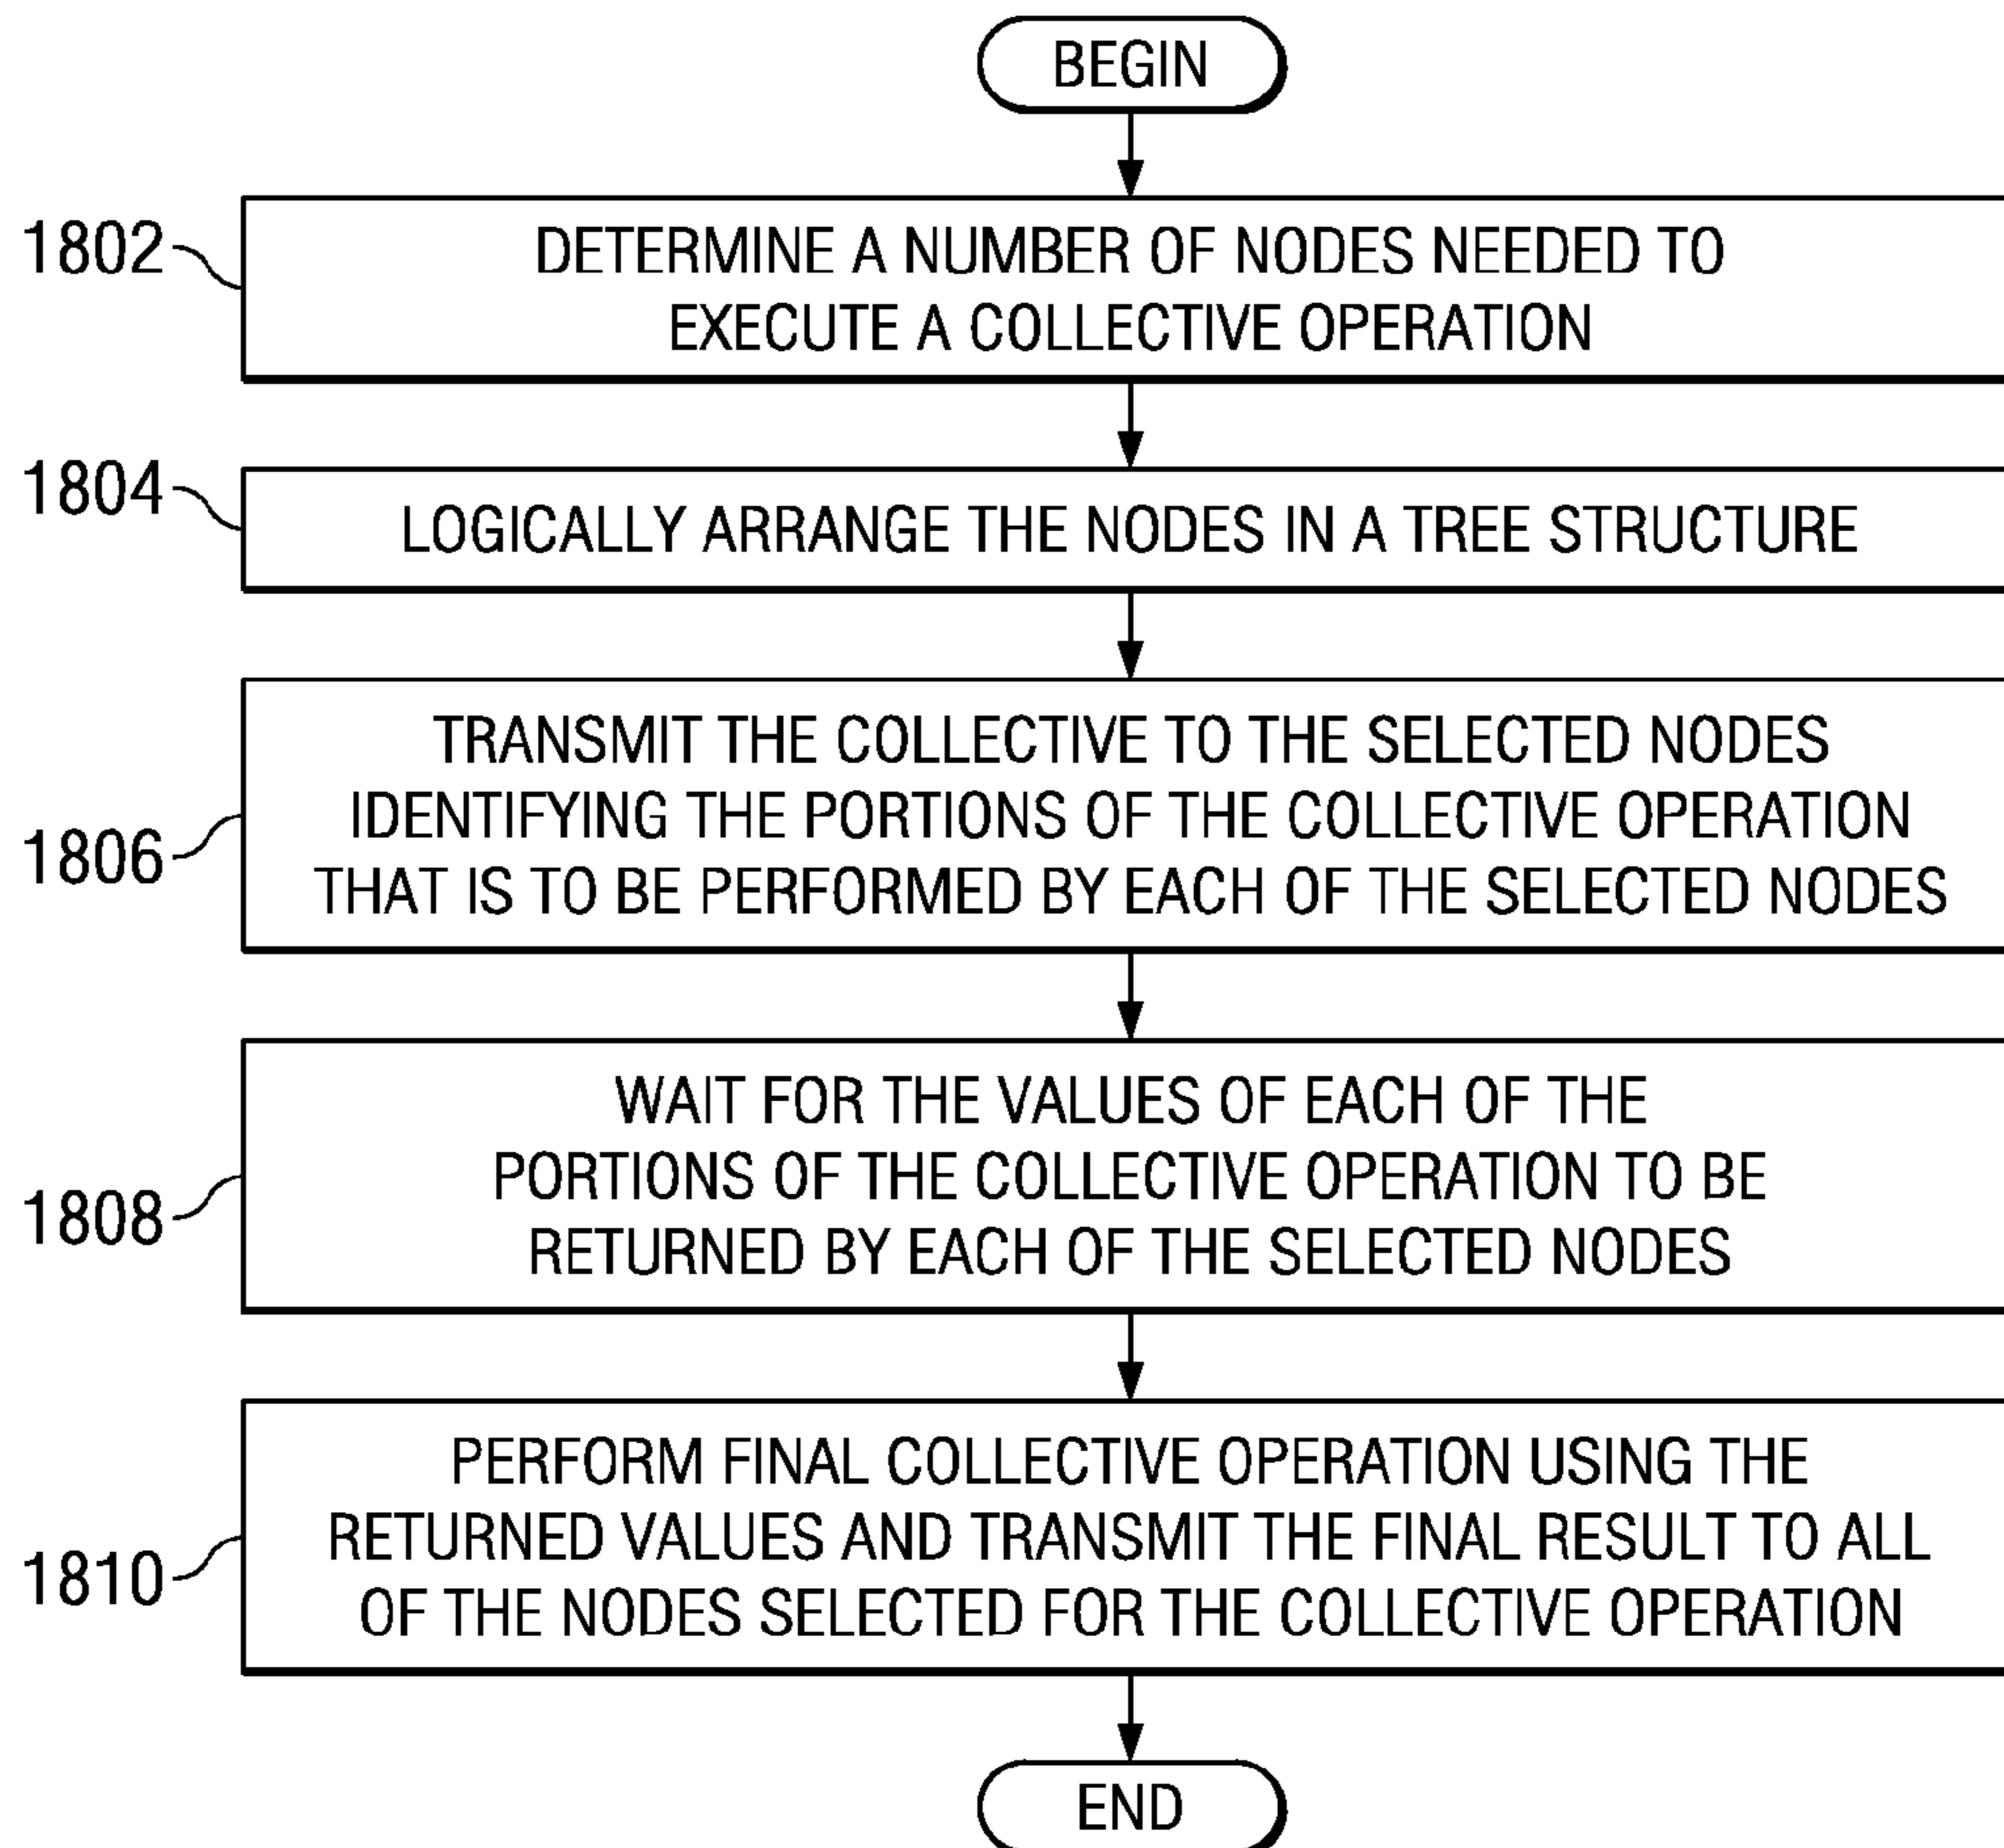 BEGIN
1802
DETERMINE A NUMBER OF NODES NEEDED TO
EXECUTE A COLLECTIVE OPERATION
1804
LOGICALLY ARRANGE THE NODES IN A TREE STRUCTURE
1806
TRANSMIT THE COLLECTIVE TO THE SELECTED NODES
IDENTIFYING THE PORTIONS OF THE COLLECTIVE OPERATION
THAT IS TO BE PERFORMED BY EACH OF THE SELECTED NODES
1808
WAIT FOR THE VALUES OF EACH OF THE
PORTIONS OF THE COLLECTIVE OPERATION TO BE
RETURNED BY EACH OF THE SELECTED NODES
1810
PERFORM FINAL COLLECTIVE OPERATION USING THE
RETURNED VALUES AND TRANSMIT THE FINAL RESULT TO ALL
OF THE NODES SELECTED FOR THE COLLECTIVE OPERATION
END